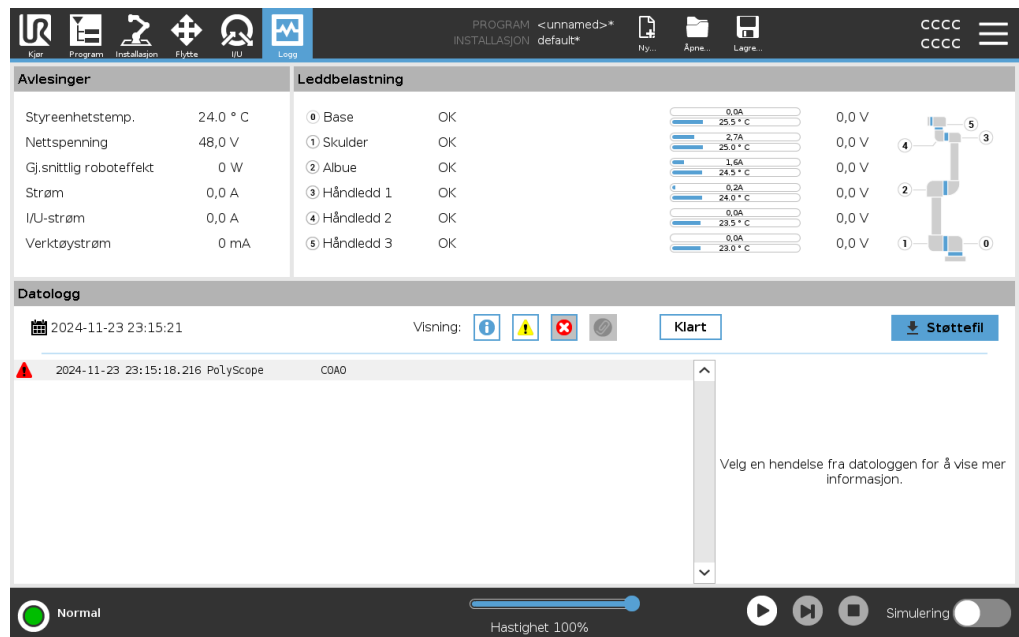 PROGRAM <unnamed>*
INSTALLASJON default*
CCCC
CCCC
Kjør Program Installasjon Flytte I/U Logg Ny... Åpne... Lagre...
Avlesinger
Styreenhetstemp. 24.0 ° C
Nettspenning 48,0 V
Gj.snittlig roboteffekt 0 W
Strøm 0,0 A
I/U-strøm 0,0 A
Verktøystrøm 0 mA
Leddbelastning
0 Base OK 0,0A 25.5 ° C 0,0 V
1 Skulder OK 2,7A 25.0 ° C 0,0 V
2 Albue OK 1,6A 24.5 ° C 0,0 V
3 Håndledd 1 OK 0,2A 24.0 ° C 0,0 V
4 Håndledd 2 OK 0,0A 23.5 ° C 0,0 V
5 Håndledd 3 OK 0,0A 23.0 ° C 0,0 V
5
3
4
2
1 0
Datologg
2024-11-23 23:15:21 Visning: Klart Støttefil
2024-11-23 23:15:18.216 PolyScope C0A0
Velg en hendelse fra datologgen for å vise mer
informasjon.
Normal
Hastighet 100%
Simulering